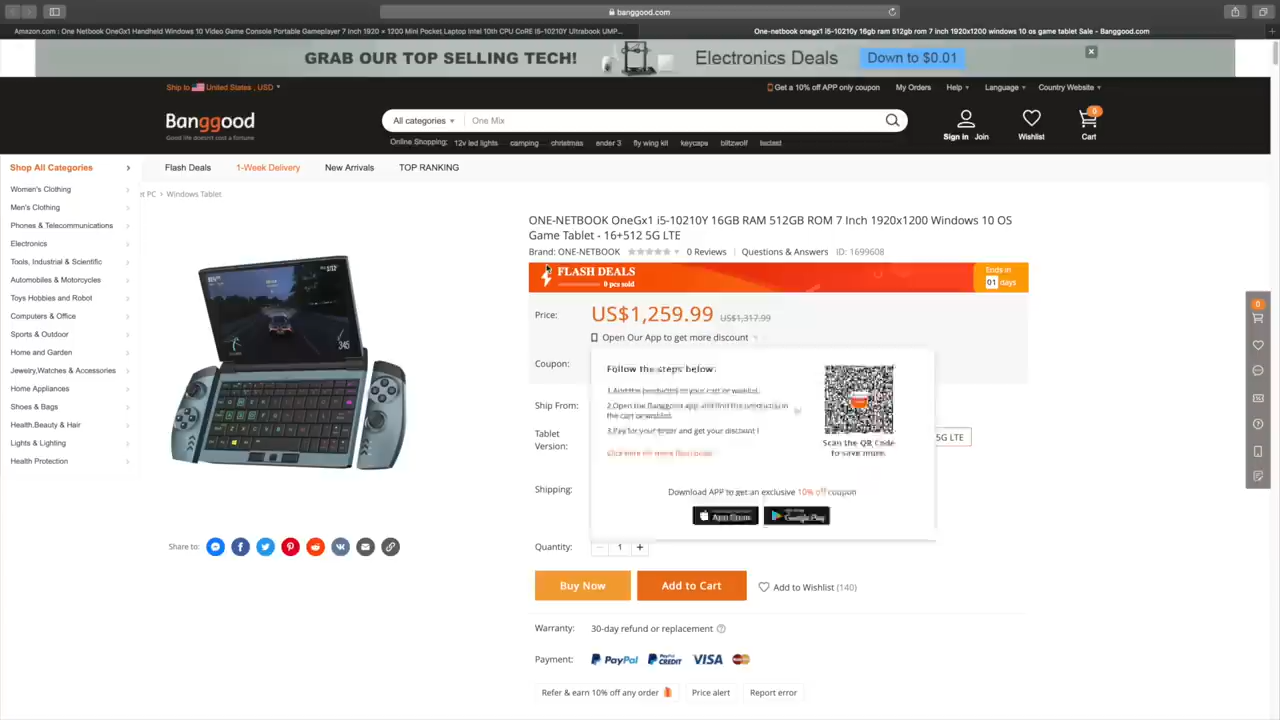 banggood.com
Amazon.com : One Netbook OneGx1 Handheld Windows 10 Video Game Console Portable Gameplayer 7 Inch 1920 × 1200 Mini Pocket Laptop Intel 10th CPU CoRE i5-10210Y Ultrabook UMP...
One-netbook onegx1 i5-10210y 16gb ram 512gb rom 7 inch 1920x1200 windows 10 os game tablet Sale - Banggood.com
GRAB OUR TOP SELLING TECH!
Electronics Deals
Down to $0.01
Ship to United States , USD
Get a 10% off APP only coupon
My Orders
Help
Language
Country Website
Banggood
Good life doesn't cost a fortune
All categories
One Mix
Sign in Join
Wishlist
0
Cart
Online Shopping: 12v led lights camping christmas ender 3 fly wing kit keycaps blitzwolf
Shop All Categories
Flash Deals
1-Week Delivery
New Arrivals
TOP RANKING
Women's Clothing
Men's Clothing
Phones & Telecommunications
Electronics
Tools, Industrial & Scientific
Automobiles & Motorcycles
Toys Hobbies and Robot
Computers & Office
Sports & Outdoor
Home and Garden
Jewelry,Watches & Accessories
Home Appliances
Shoes & Bags
Health,Beauty & Hair
Lights & Lighting
Health Protection
PC > Windows Tablet
345
Share to:
ONE-NETBOOK OneGx1 i5-10210Y 16GB RAM 512GB ROM 7 Inch 1920x1200 Windows 10 OS
Game Tablet - 16+512 5G LTE
Brand: ONE-NETBOOK 0 Reviews Questions & Answers ID: 1699608
FLASH DEALS
0 pcs sold
Ends in
01 days
Price: US$1,259.99 US$1,317.99
Open Our App to get more discount
Coupon:
Follow the steps below:
1.Add the products to your cart or wishlist.
2.Open the Banggood app and find the products in
the cart or wishlist.
3.Pay for your order and get your discount !
Scan the QR Code
to save more.
Download APP to get an exclusive 10% off coupon
App Store
Google Play
Ship From:
Tablet
Version:
5G LTE
Shipping:
Quantity: − 1 +
Buy Now
Add to Cart
Add to Wishlist (140)
Warranty: 30-day refund or replacement
Payment: PayPal PayPal CREDIT VISA
Refer & earn 10% off any order
Price alert
Report error
0